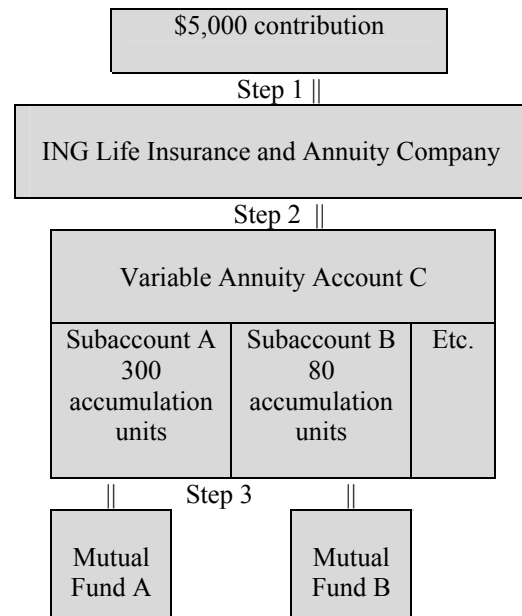 $5,000 contribution
Step 1 ||
ING Life Insurance and Annuity Company
Step 2 ||
Variable Annuity Account C
Subaccount A
300
accumulation
units
Subaccount B
80
accumulation
units
Etc.
|| Step 3 ||
Mutual
Fund A
Mutual
Fund B